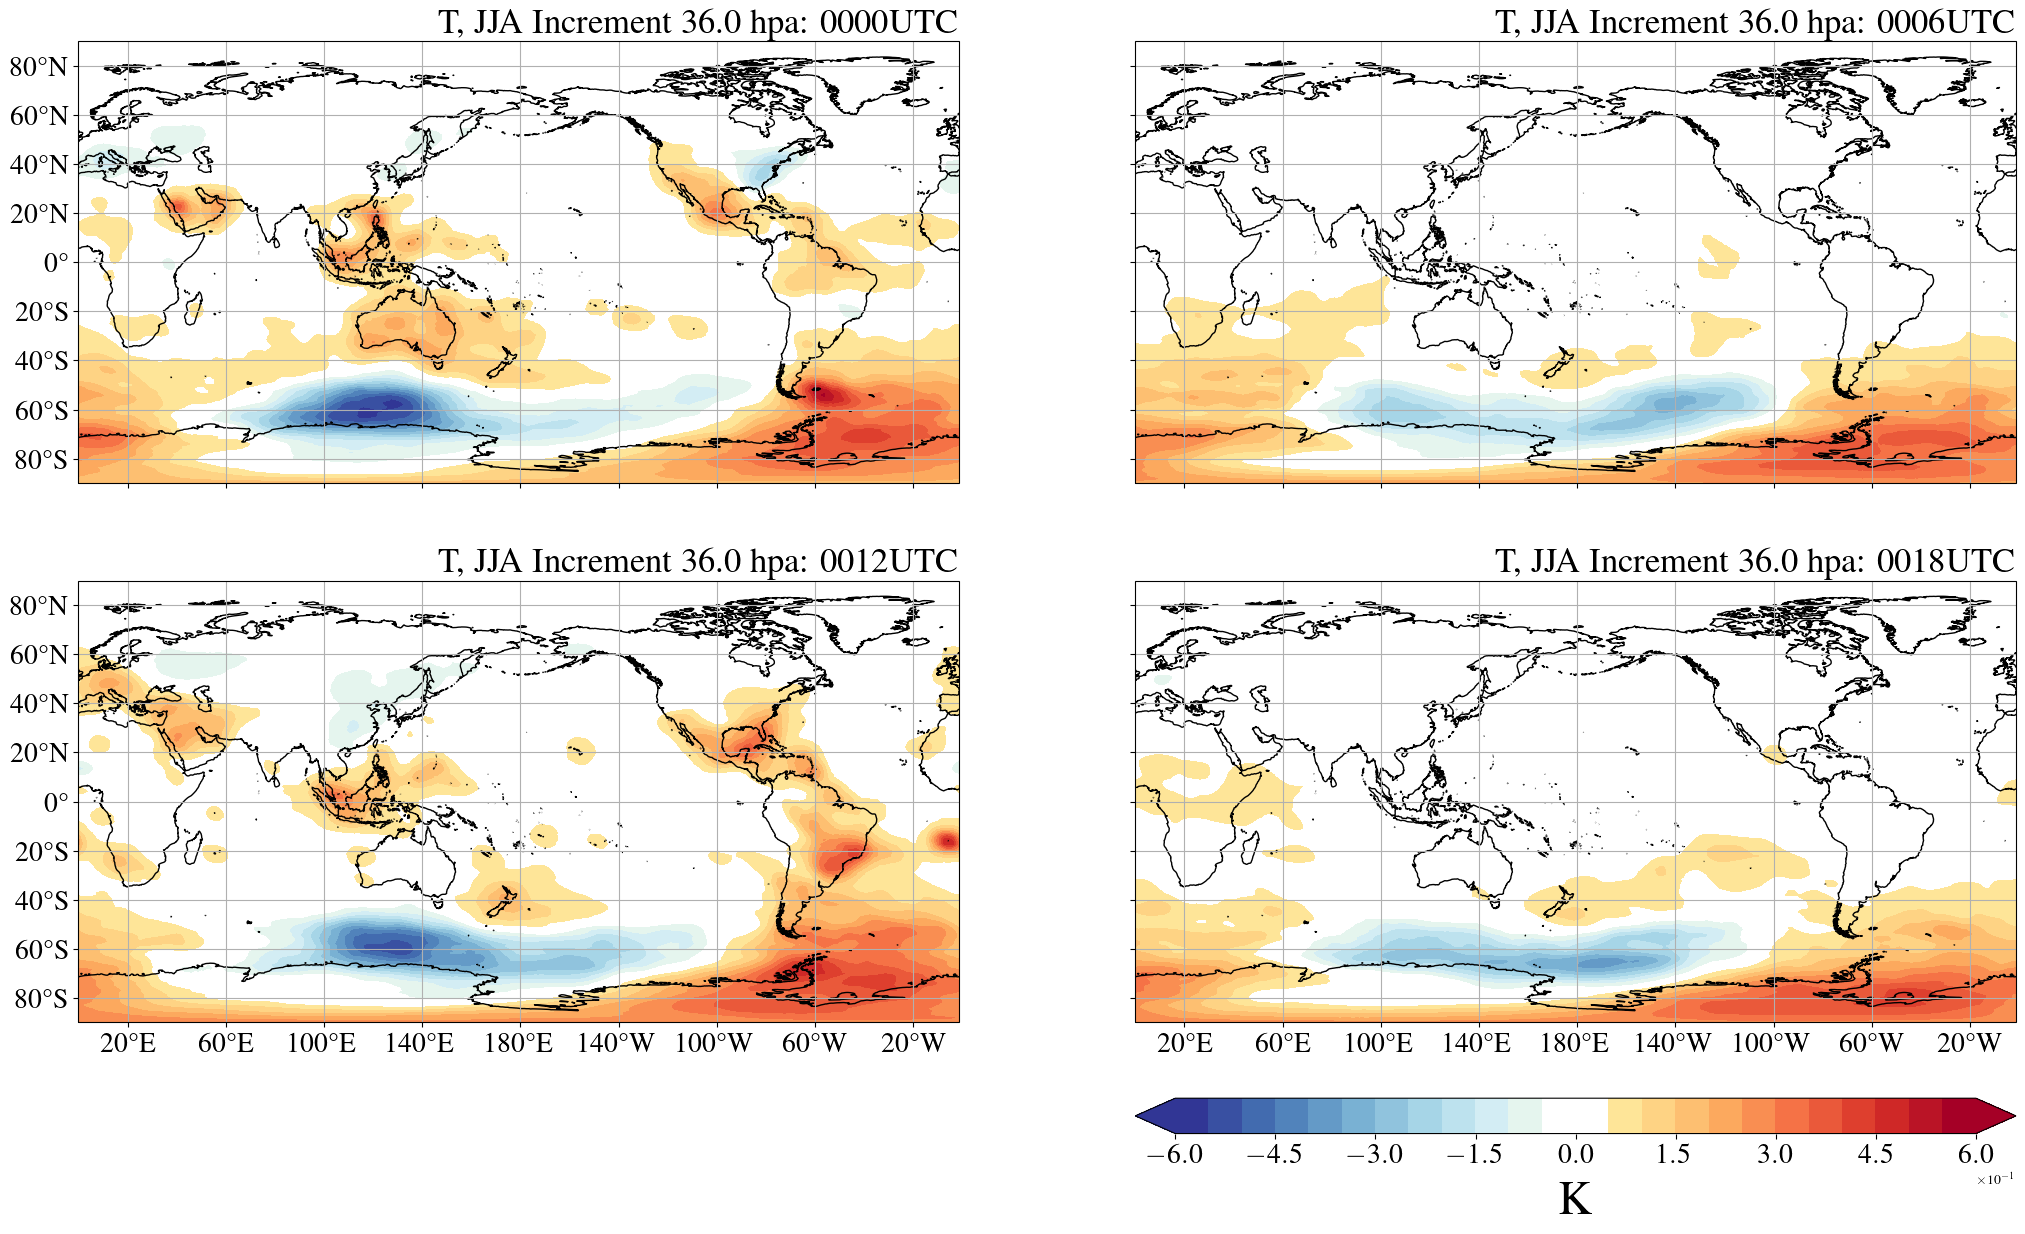 T, JJA Increment 36.0 hpa: 0000UTC
T, JJA Increment 36.0 hpa: 0006UTC
80°N
60°N
40°N
20°N
0°
20°S
40°S
60°S
80°S
T, JJA Increment 36.0 hpa: 0012UTC
T, JJA Increment 36.0 hpa: 0018UTC
80°N
60°N
40°N
20°N
0°
20°S
40°S
60°S
80°S
20°E 60°E 100°E 140°E 180°E 140°W 100°W 60°W 20°W
20°E 60°E 100°E 140°E 180°E 140°W 100°W 60°W 20°W
−6.0 −4.5 −3.0 −1.5 0.0 1.5 3.0 4.5 6.0
×10⁻¹
K